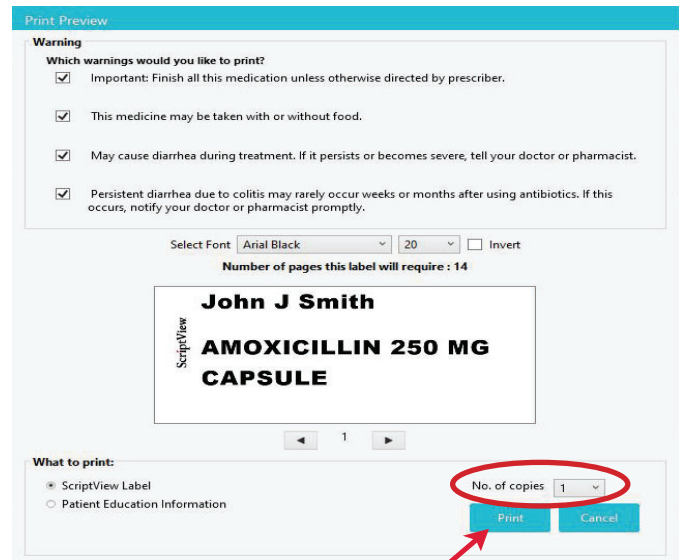 Print Preview
Warning
Which warnings would you like to print?
Important: Finish all this medication unless otherwise directed by prescriber.
This medicine may be taken with or without food.
May cause diarrhea during treatment. If it persists or becomes severe, tell your doctor or pharmacist.
Persistent diarrhea due to colitis may rarely occur weeks or months after using antibiotics. If this
occurs, notify your doctor or pharmacist promptly.
Select Font Arial Black 20 Invert
Number of pages this label will require : 14
ScriptView
John J Smith
AMOXICILLIN 250 MG
CAPSULE
1
What to print:
ScriptView Label
Patient Education Information
No. of copies 1
Print Cancel